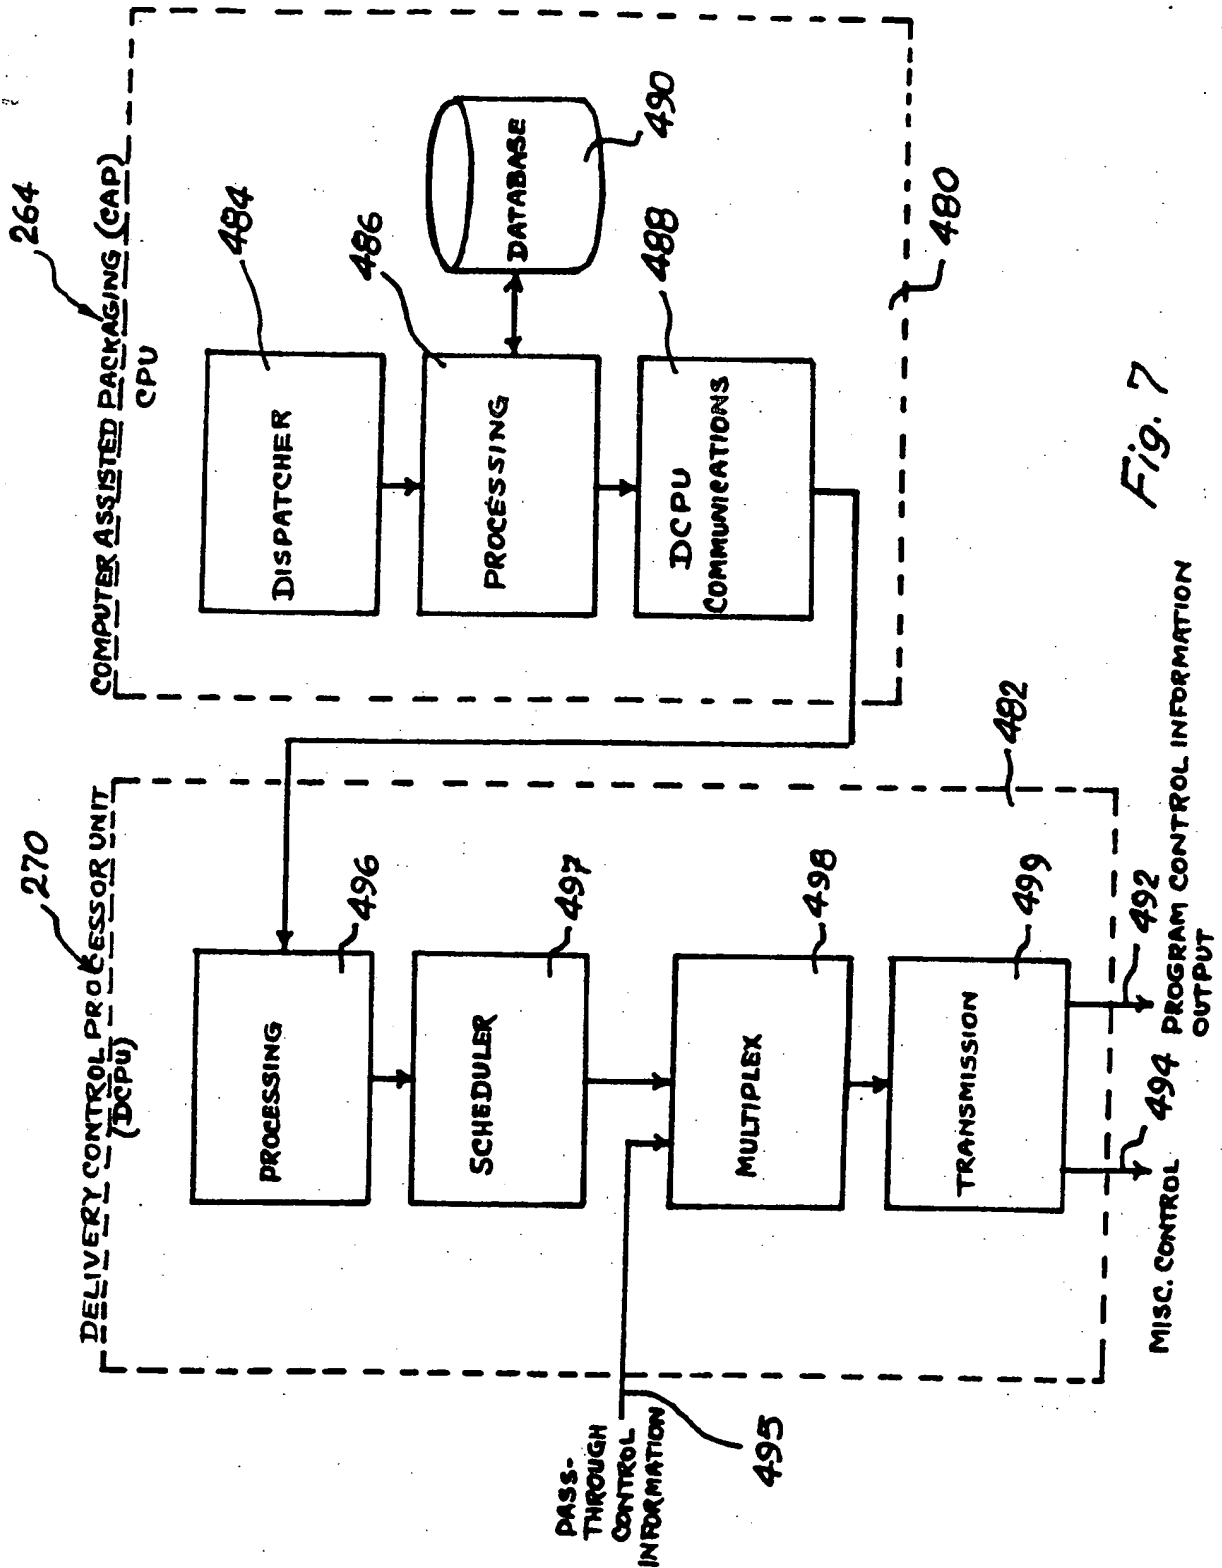 264
COMPUTER ASSISTED PACKAGING (CAP)
CPU
484
DISPATCHER
486
PROCESSING
DATABASE
490
488
DCPU
COMMUNICATIONS
480
270
DELIVERY CONTROL PROCESSOR UNIT
(DCPU)
496
PROCESSING
497
SCHEDULER
498
MULTIPLEX
499
TRANSMISSION
482
PASS-
THROUGH
CONTROL
INFORMATION
495
494
MISC. CONTROL
492
PROGRAM CONTROL INFORMATION
OUTPUT
Fig. 7